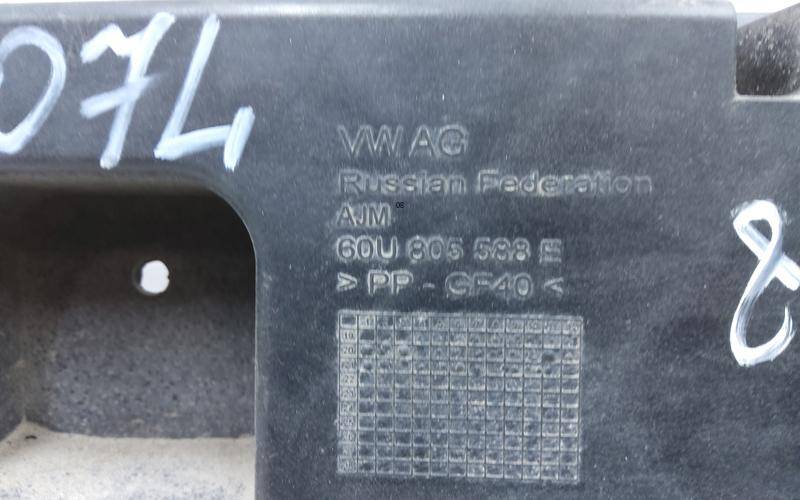 07L
VW AG
Russian Federation
AJM
60U 805 588 E
> PP - GF40 <
8